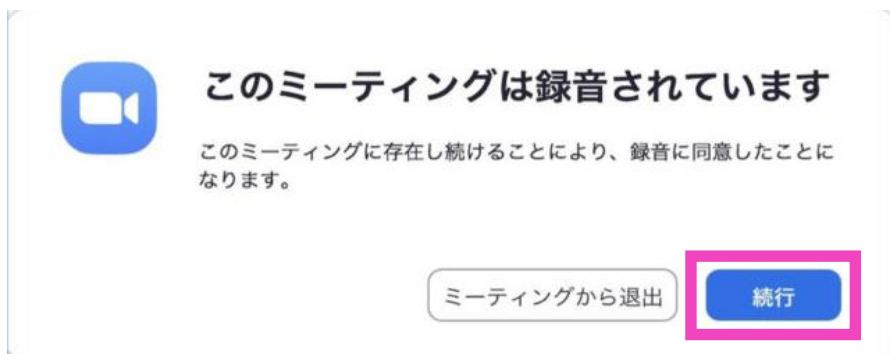 このミーティングは録音されています
このミーティングに存在し続けることにより、録音に同意したことに
なります。
ミーティングから退出
続行